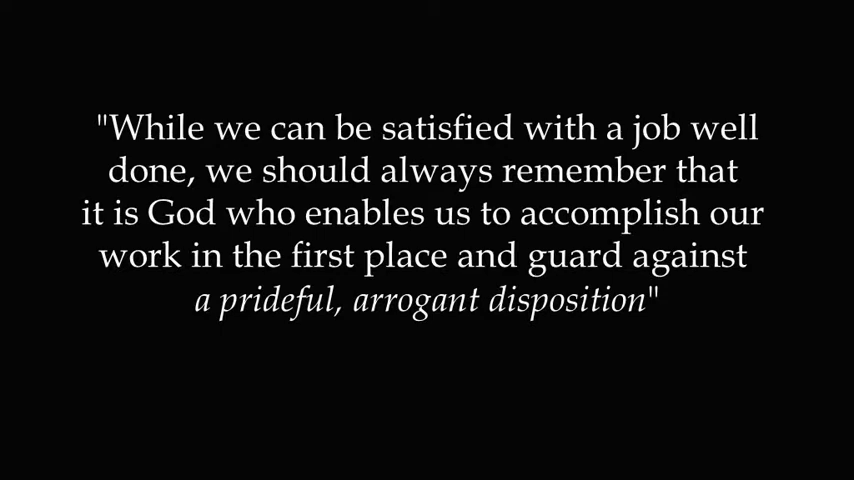 "While we can be satisfied with a job well
done, we should always remember that
it is God who enables us to accomplish our
work in the first place and guard against
a prideful, arrogant disposition"